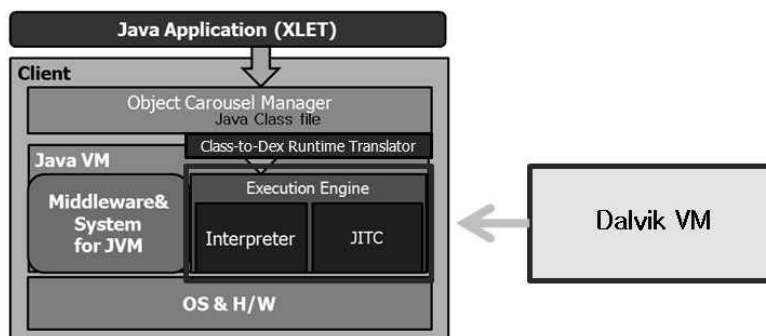 Java Application (XLET)
Client
Object Carousel Manager
Java Class file
Class-to-Dex Runtime Translator
Java VM
Execution Engine
Middleware&
System
for JVM
Interpreter
JITC
Dalvik VM
OS & H/W